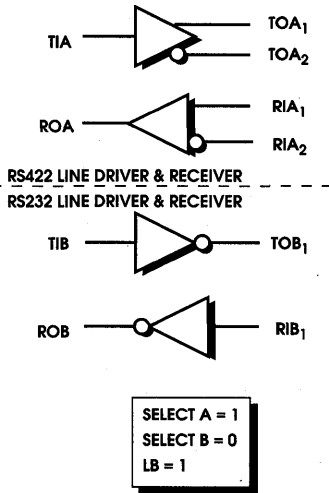 TIA TOA1
TOA2
ROA RIA1
RIA2
RS422 LINE DRIVER & RECEIVER
RS232 LINE DRIVER & RECEIVER
TIB TOB1
ROB RIB1
SELECT A = 1
SELECT B = 0
LB = 1